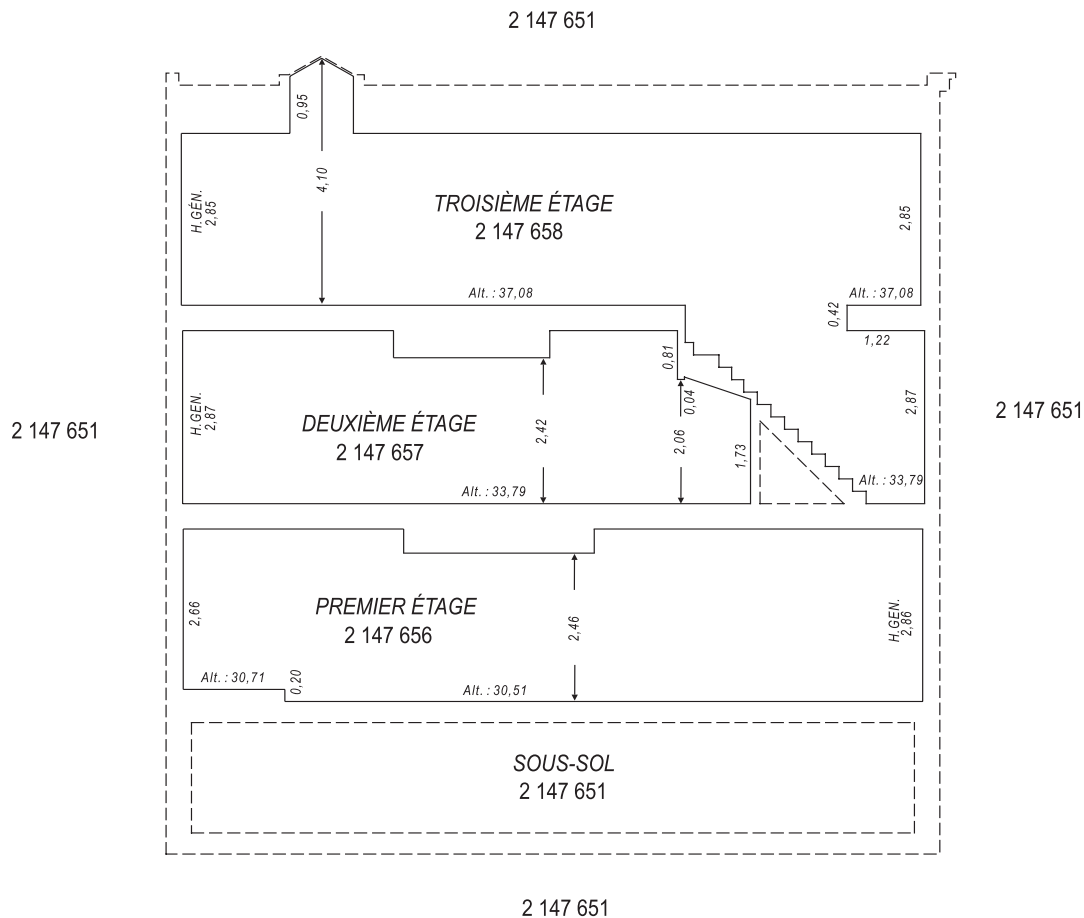 2 147 651
0,95
4,10
H.GÉN.
2,85
TROISIÈME ÉTAGE
2 147 658
2,85
Alt. : 37,08
Alt. : 37,08
0,42
1,22
0,81
H.GEN.
2,87
DEUXIÈME ÉTAGE
2 147 657
2,42
0,04
2,06
1,73
2,87
2 147 651
2 147 651
Alt. : 33,79
Alt. : 33,79
2,66
PREMIER ÉTAGE
2 147 656
2,46
H.GEN.
2,86
Alt. : 30,71
0,20
Alt. : 30,51
SOUS-SOL
2 147 651
2 147 651